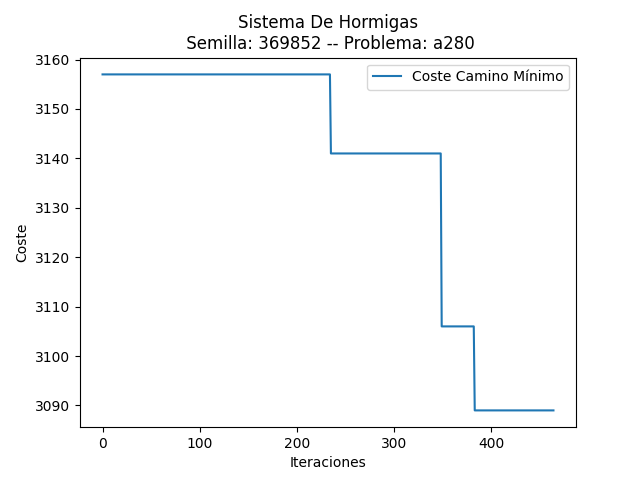 Sistema De Hormigas
Semilla: 369852 -- Problema: a280
Coste Camino Mínimo
3160
3150
3140
3130
3120
3110
3100
3090
Coste
0 100 200 300 400
Iteraciones